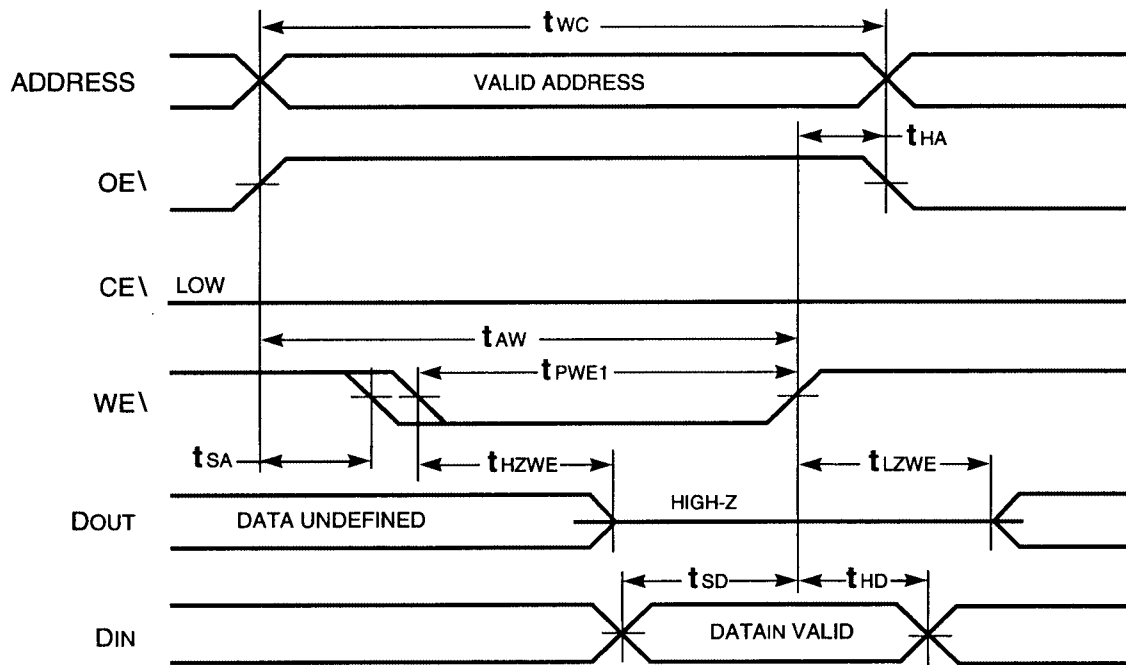 tWC
ADDRESS
VALID ADDRESS
tHA
OE\
CE\
LOW
tAW
tPWE1
WE\
tSA
tHZWE
tLZWE
DOUT
DATA UNDEFINED
HIGH-Z
tSD
tHD
DIN
DATAIN VALID